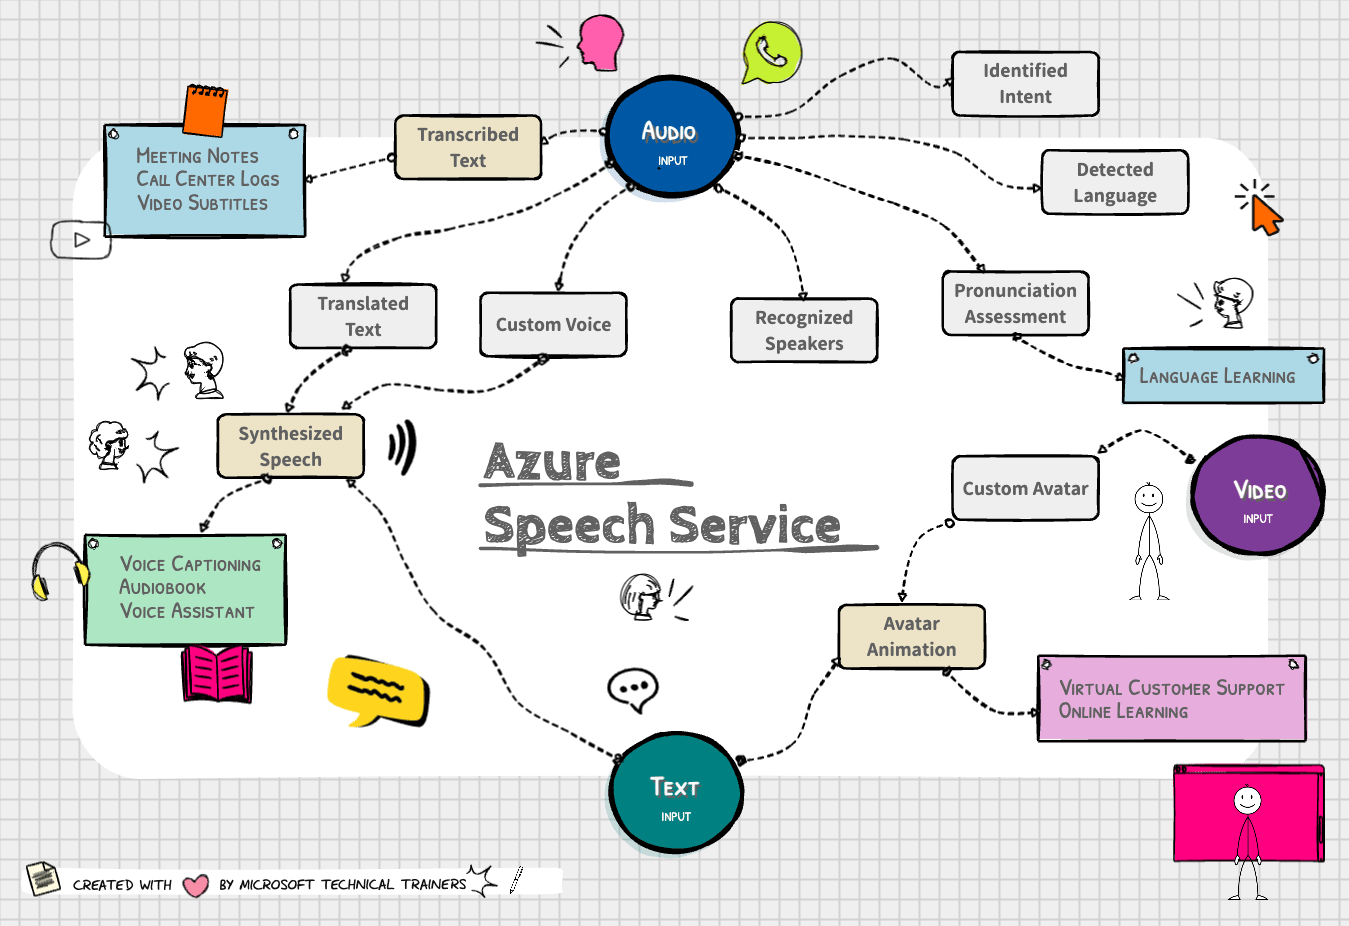 Audio
INPUT
Identified
Intent
Transcribed
Text
Detected
Language
Meeting Notes
Call Center Logs
Video Subtitles
Translated
Text
Custom Voice
Recognized
Speakers
Pronunciation
Assessment
Language Learning
Synthesized
Speech
Azure
Speech Service
Custom Avatar
Video
INPUT
Voice Captioning
Audiobook
Voice Assistant
Avatar
Animation
Virtual Customer Support
Online Learning
Text
INPUT
CREATED WITH BY MICROSOFT TECHNICAL TRAINERS